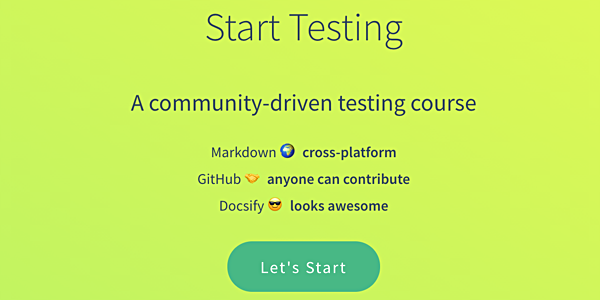 Start Testing
A community-driven testing course
Markdown 🌍 cross-platform
GitHub 🤝 anyone can contribute
Docsify 😎 looks awesome
Let's Start